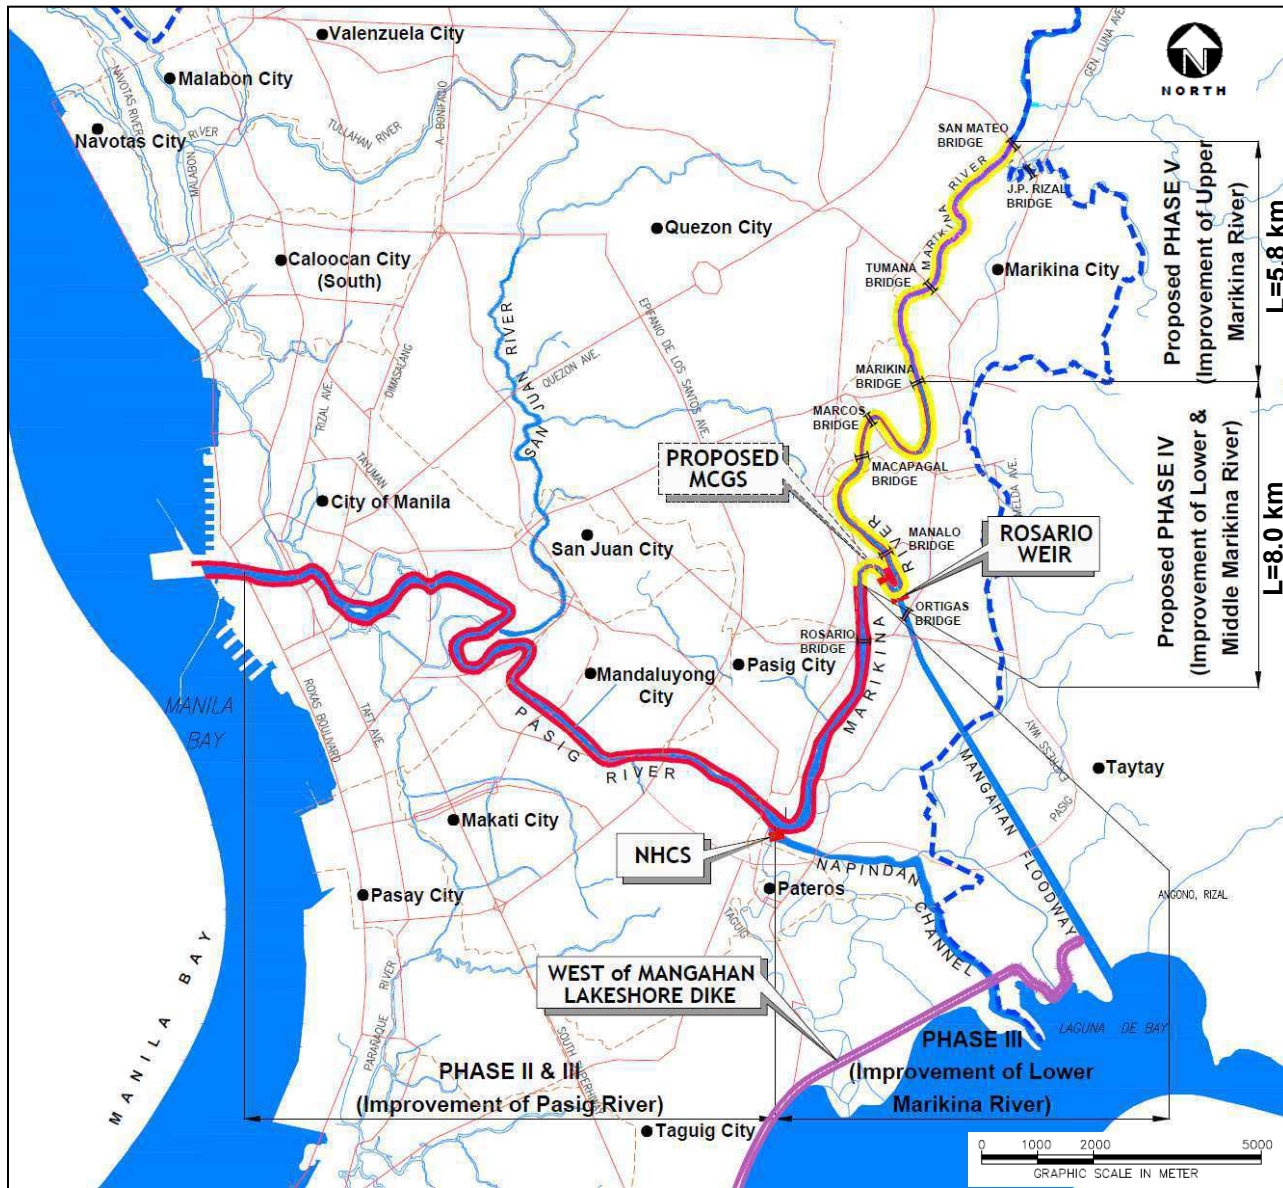 Valenzuela City
Malabon City
Navotas City
NAVOTAS RIVER
MALABON
RIVER
TULLAHAN RIVER
A. BONIFACIO
GEN. LUNA AVE.
NORTH
SAN MATEO
BRIDGE
J.P. RIZAL
BRIDGE
MARIKINA RIVER
Quezon City
Caloocan City
(South)
TUMANA
BRIDGE
Marikina City
Proposed PHASE V
(Improvement of Upper
Marikina River)
L=5.8 km
SAN JUAN RIVER
QUEZON AVE.
EPIFANIO DE LOS SANTOS AVE.
RIZAL AVE.
DIMASALANG
TAYUMAN
MARIKINA
BRIDGE
MARCOS
BRIDGE
MACAPAGAL
BRIDGE
PROPOSED
MCGS
City of Manila
San Juan City
MANALO
BRIDGE
ROSARIO
WEIR
ORTIGAS
BRIDGE
Proposed PHASE IV
(Improvement of Lower &
Middle Marikina River)
L=8.0 km
ROSARIO
BRIDGE
MARIKINA
RIVER
Mandaluyong
City
Pasig City
MANILA
BAY
ROXAS BOULIVARD
TAFT AVE.
PASIG
RIVER
MANGAHAN FLOODWAY
EXPRESS WAY
PASIG
Taytay
Makati City
NHCS
NAPINDAN
CHANNEL
Pateros
TAGUIG
Pasay City
ANGONO, RIZAL
MANILA BAY
PARAÑAQUE RIVER
WEST of MANGAHAN
LAKESHORE DIKE
LAGUNA DE BAY
PHASE II & III
(Improvement of Pasig River)
PHASE III
(Improvement of Lower
Marikina River)
Taguig City
0 1000 2000 5000
GRAPHIC SCALE IN METER